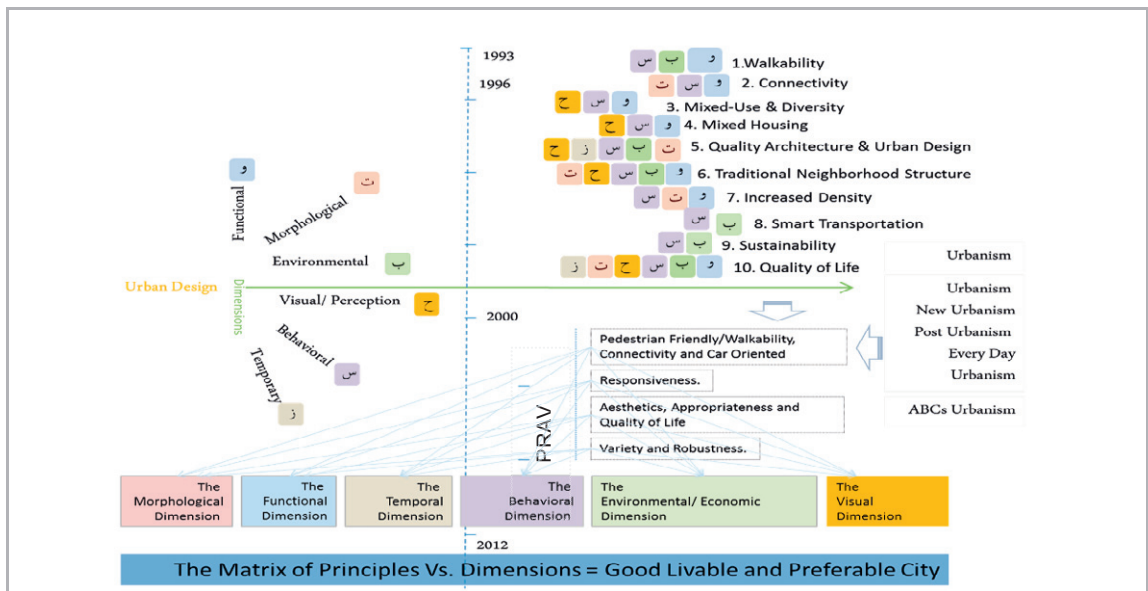 1993
1996
س ب و 1.Walkability
ت س و 2. Connectivity
ح س و 3. Mixed-Use & Diversity
ح س و 4. Mixed Housing
ح ز س ب ت 5. Quality Architecture & Urban Design
ت ح س ب و 6. Traditional Neighborhood Structure
س ت و 7. Increased Density
س ب 8. Smart Transportation
س ب 9. Sustainability
ز ت ح س ب و 10. Quality of Life
و
Functional
ت
Morphological
Environmental ب
Urban Design
Dimensions
Visual/ Perception ح
Behavioral س
Temporary ز
2000
Urbanism
Urbanism
New Urbanism
Post Urbanism
Every Day
Urbanism
ABCs Urbanism
PRAV
Pedestrian Friendly/Walkability,
Connectivity and Car Oriented
Responsiveness.
Aesthetics, Appropriateness and
Quality of Life
Variety and Robustness.
The
Morphological
Dimension
The
Functional
Dimension
The
Temporal
Dimension
The
Behavioral
Dimension
The
Environmental/ Economic
Dimension
The
Visual
Dimension
2012
The Matrix of Principles Vs. Dimensions = Good Livable and Preferable City